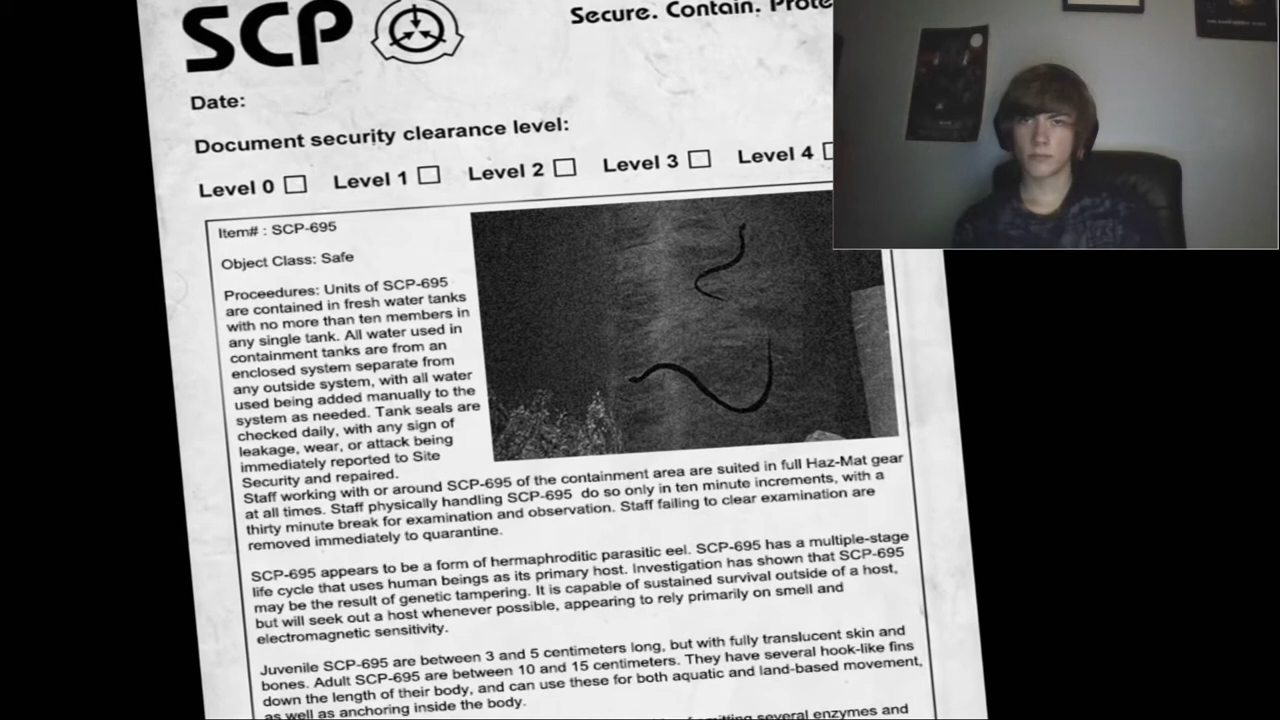 SCP
Secure. Contain. Prote
Date:
Document security clearance level:
Level 0 Level 1 Level 2 Level 3 Level 4
Item# : SCP-695
Object Class: Safe
Proceedures: Units of SCP-695
are contained in fresh water tanks
with no more than ten members in
any single tank. All water used in
containment tanks are from an
enclosed system separate from
any outside system, with all water
used being added manually to the
system as needed. Tank seals are
checked daily, with any sign of
leakage, wear, or attack being
immediately reported to Site
Security and repaired.
Staff working with or around SCP-695 of the containment area are suited in full Haz-Mat gear
at all times. Staff physically handling SCP-695 do so only in ten minute increments, with a
thirty minute break for examination and observation. Staff failing to clear examination are
removed immediately to quarantine.
SCP-695 appears to be a form of hermaphroditic parasitic eel. SCP-695 has a multiple-stage
life cycle that uses human beings as its primary host. Investigation has shown that SCP-695
may be the result of genetic tampering. It is capable of sustained survival outside of a host,
but will seek out a host whenever possible, appearing to rely primarily on smell and
electromagnetic sensitivity.
Juvenile SCP-695 are between 3 and 5 centimeters long, but with fully translucent skin and
bones. Adult SCP-695 are between 10 and 15 centimeters. They have several hook-like fins
down the length of their body, and can use these for both aquatic and land-based movement,
as well as anchoring inside the body.
several enzymes and